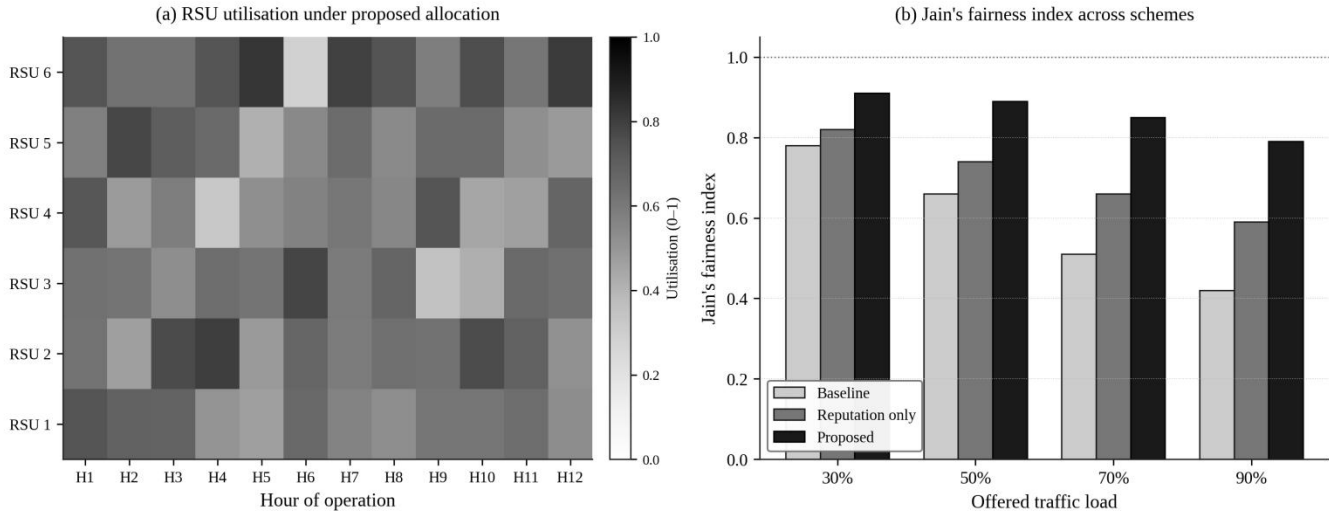 (a) RSU utilisation under proposed allocation
RSU 6
RSU 5
RSU 4
RSU 3
RSU 2
RSU 1
H1 H2 H3 H4 H5 H6 H7 H8 H9 H10 H11 H12
Hour of operation
1.0
0.8
0.6
0.4
0.2
0.0
Utilisation (0–1)
(b) Jain's fairness index across schemes
Jain's fairness index
1.0
0.8
0.6
0.4
0.2
0.0
Baseline
Reputation only
Proposed
30% 50% 70% 90%
Offered traffic load